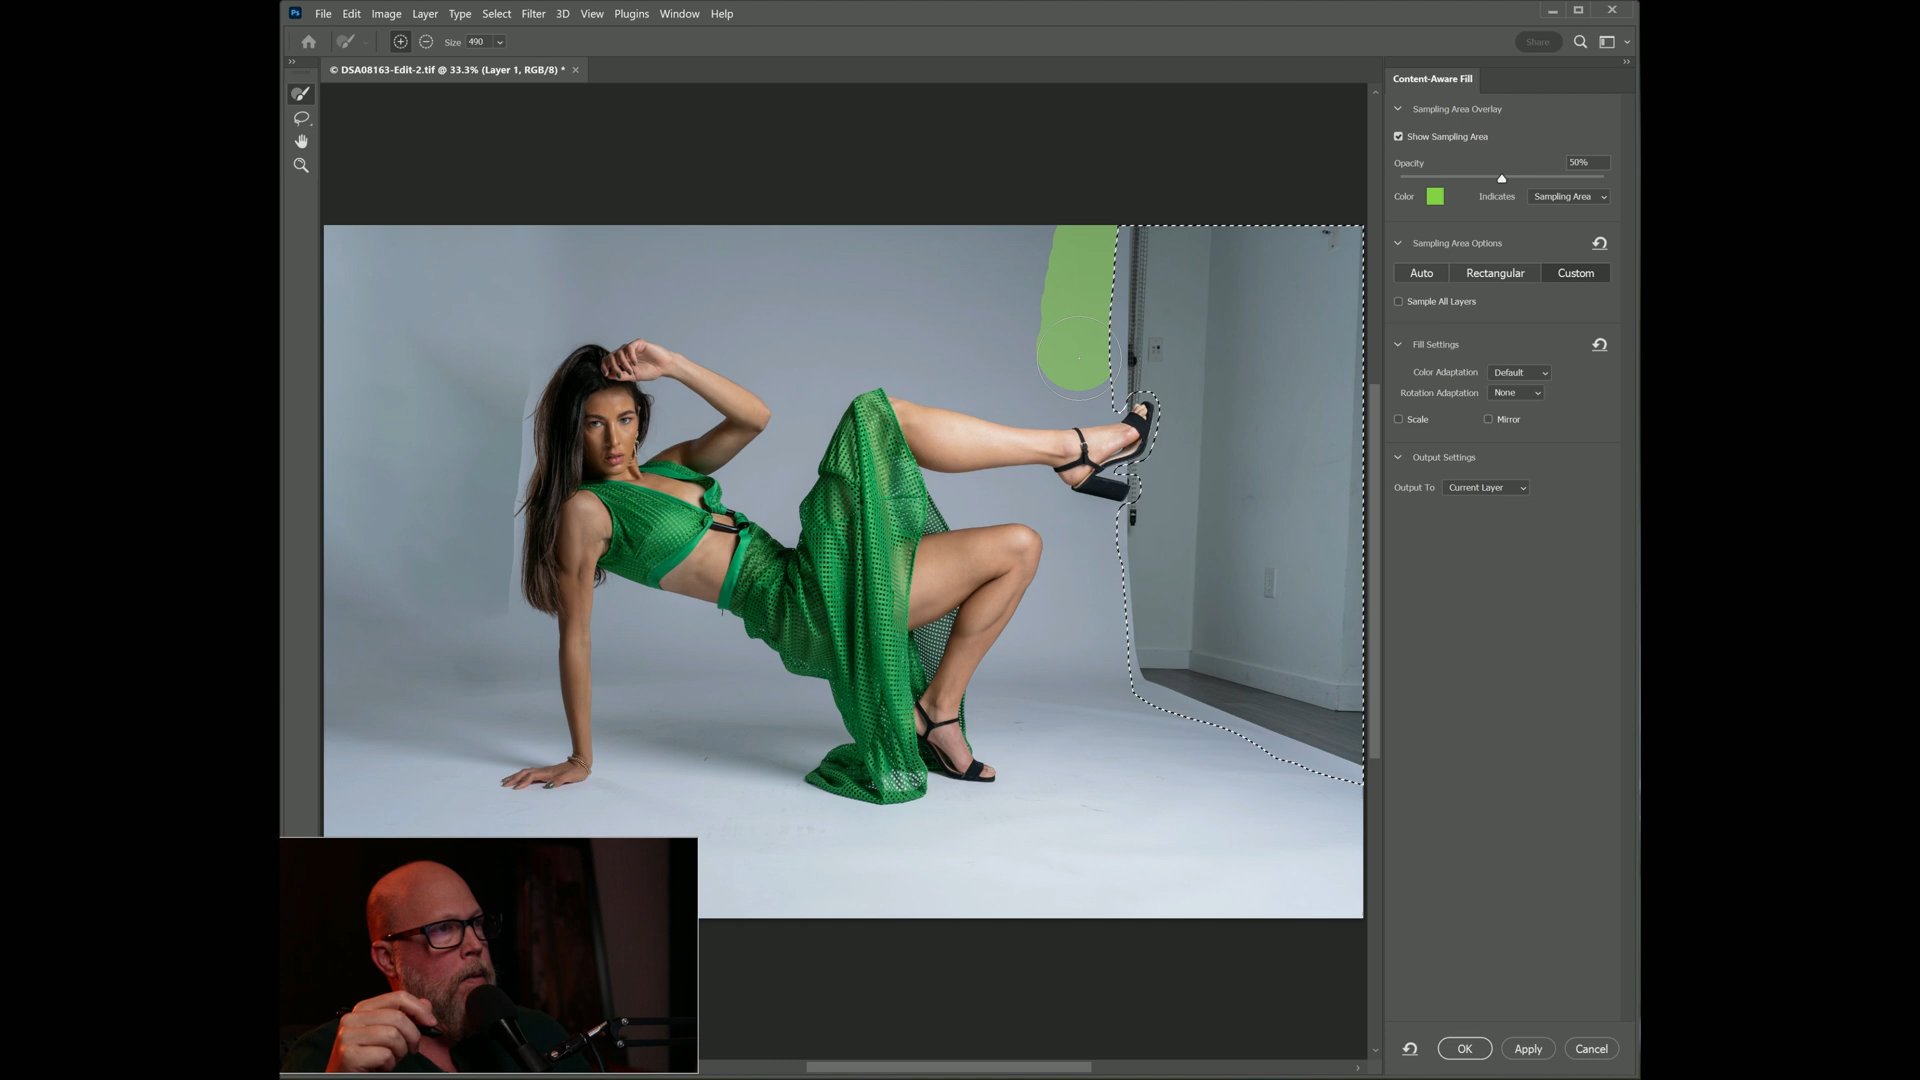 Ps File Edit Image Layer Type Select Filter 3D View Plugins Window Help
Size 490 Share
© DSA08163-Edit-2.tif @ 33.3% (Layer 1, RGB/8) *
Content-Aware Fill
Sampling Area Overlay
Show Sampling Area
Opacity 50%
Color Indicates Sampling Area
Sampling Area Options
Auto Rectangular Custom
Sample All Layers
Fill Settings
Color Adaptation Default
Rotation Adaptation None
Scale Mirror
Output Settings
Output To Current Layer
OK Apply Cancel